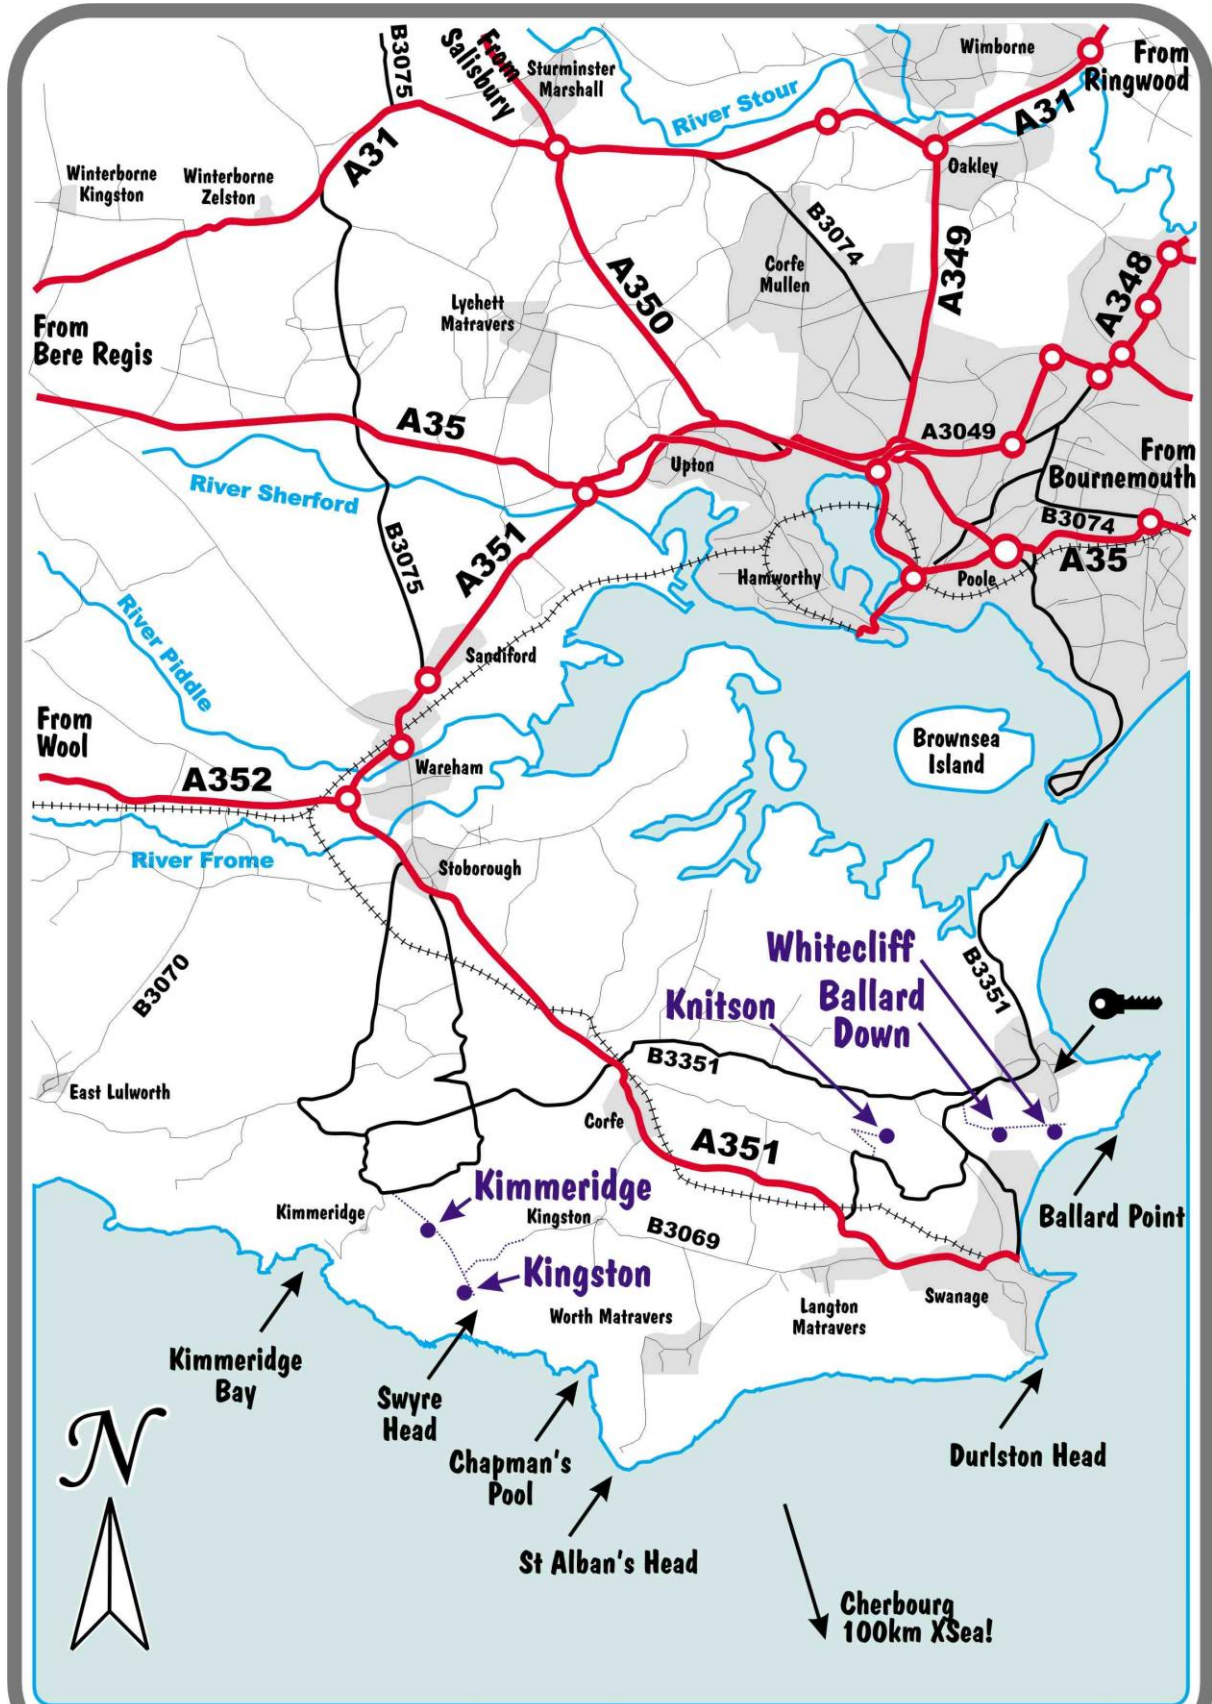 B3075
From
Salisbury
Sturminster
Marshall
Wimborne
From
Ringwood
River Stour
A31
A31
Winterborne
Kingston
Winterborne
Zelston
Oakley
B3074
A349
Corfe
Mullen
A348
A350
Lychett
Matravers
From
Bere Regis
A35
A3049
From
Bournemouth
Upton
River Sherford
B3074
A35
B3075
A351
Hamworthy
Poole
River Piddle
Sandiford
From
Wool
Brownsea
Island
A352
Wareham
River Frome
Stoborough
Whitecliff
B3351
Knitson
Ballard
Down
B3070
B3351
East Lulworth
Corfe
A351
Kimmeridge
Kimmeridge
Kingston
B3069
Ballard Point
Kingston
Worth Matravers
Langton
Matravers
Swanage
Kimmeridge
Bay
Swyre
Head
N
Chapman's
Pool
Durlston Head
St Alban's Head
Cherbourg
100km XSea!